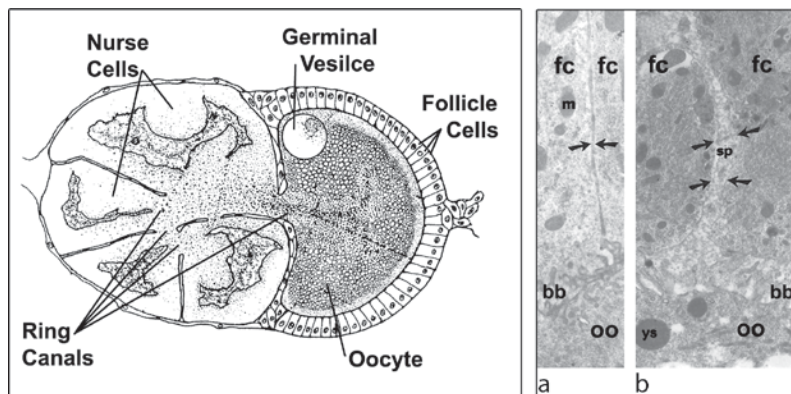 Nurse
Cells
Germinal
Vesilce
Follicle
Cells
Ring
Canals
Oocyte
fc fc
m
bb
oo
a
fc fc
sp
bb
ys oo
b